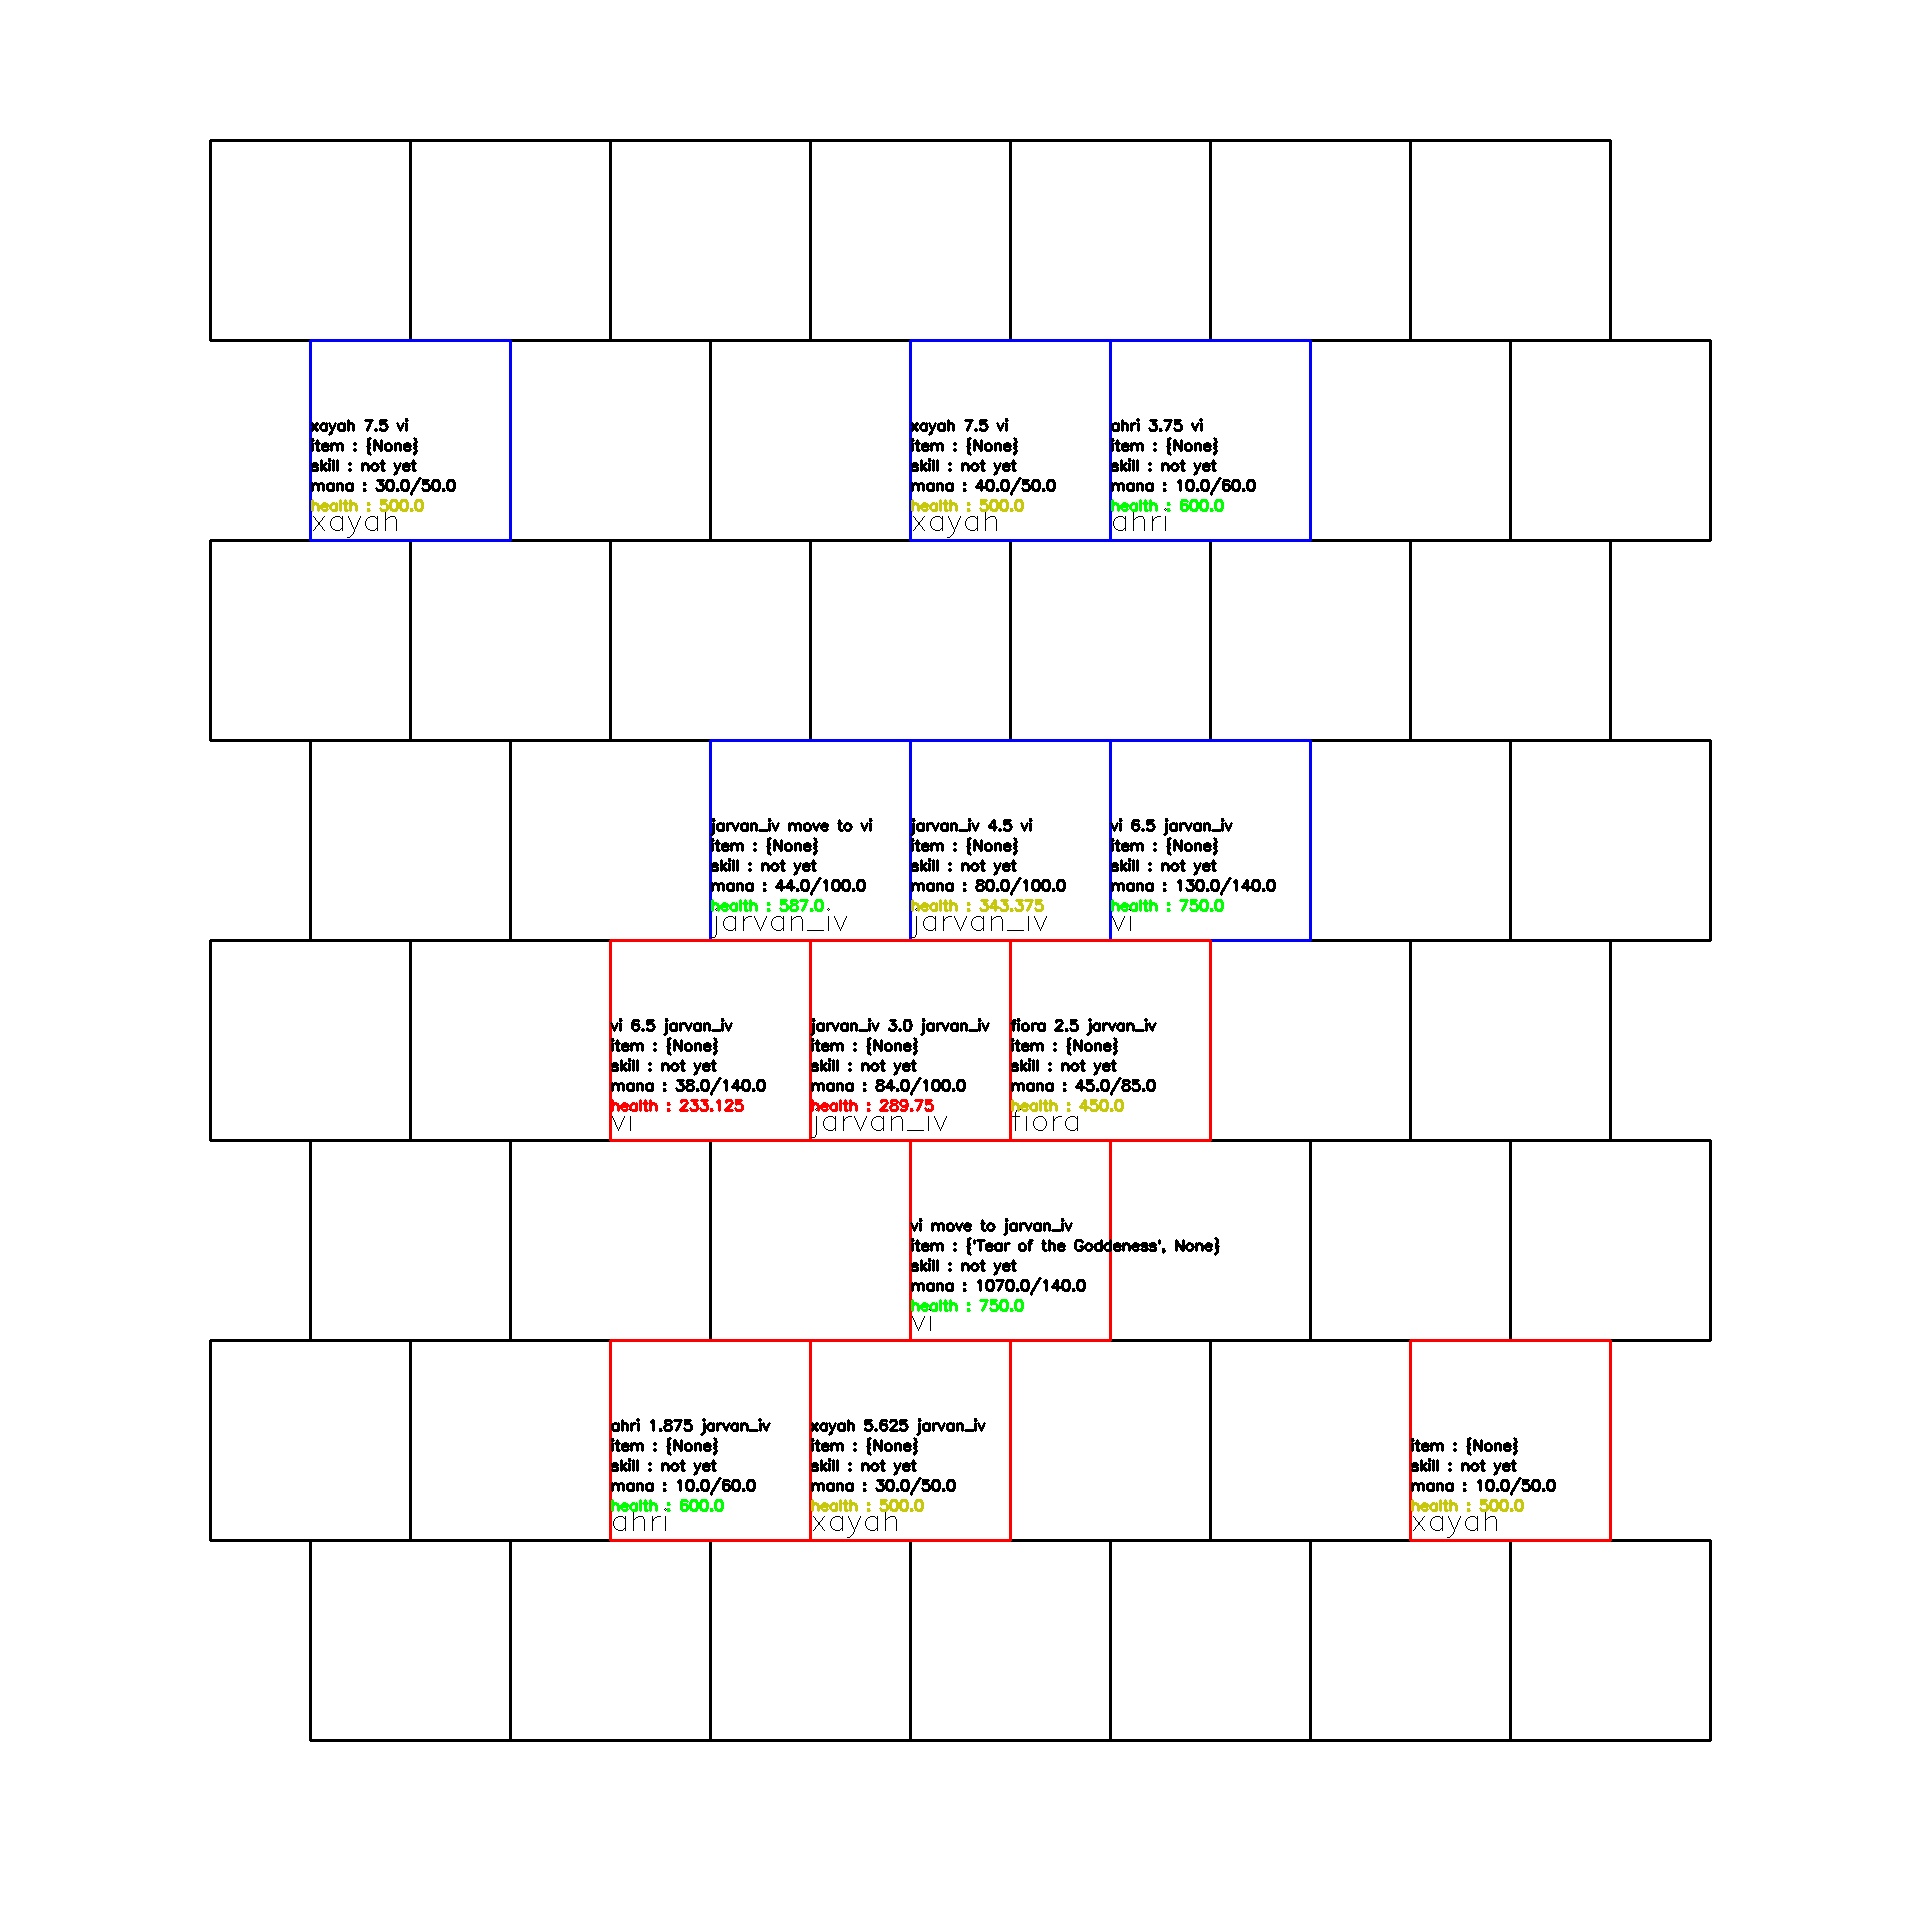 xayah 7.5 vi
item : {None}
skill : not yet
mana : 30.0/50.0
health : 500.0
xayah
xayah 7.5 vi
item : {None}
skill : not yet
mana : 40.0/50.0
health : 500.0
xayah
ahri 3.75 vi
item : {None}
skill : not yet
mana : 10.0/60.0
health : 600.0
ahri
jarvan_iv move to vi
item : {None}
skill : not yet
mana : 44.0/100.0
health : 587.0
jarvan_iv
jarvan_iv 4.5 vi
item : {None}
skill : not yet
mana : 80.0/100.0
health : 343.375
jarvan_iv
vi 6.5 jarvan_iv
item : {None}
skill : not yet
mana : 130.0/140.0
health : 750.0
vi
vi 6.5 jarvan_iv
item : {None}
skill : not yet
mana : 38.0/140.0
health : 233.125
vi
jarvan_iv 3.0 jarvan_iv
item : {None}
skill : not yet
mana : 84.0/100.0
health : 289.75
jarvan_iv
fiora 2.5 jarvan_iv
item : {None}
skill : not yet
mana : 45.0/85.0
health : 450.0
fiora
vi move to jarvan_iv
item : {'Tear of the Goddeness', None}
skill : not yet
mana : 1070.0/140.0
health : 750.0
vi
ahri 1.875 jarvan_iv
item : {None}
skill : not yet
mana : 10.0/60.0
health : 600.0
ahri
xayah 5.625 jarvan_iv
item : {None}
skill : not yet
mana : 30.0/50.0
health : 500.0
xayah
item : {None}
skill : not yet
mana : 10.0/50.0
health : 500.0
xayah